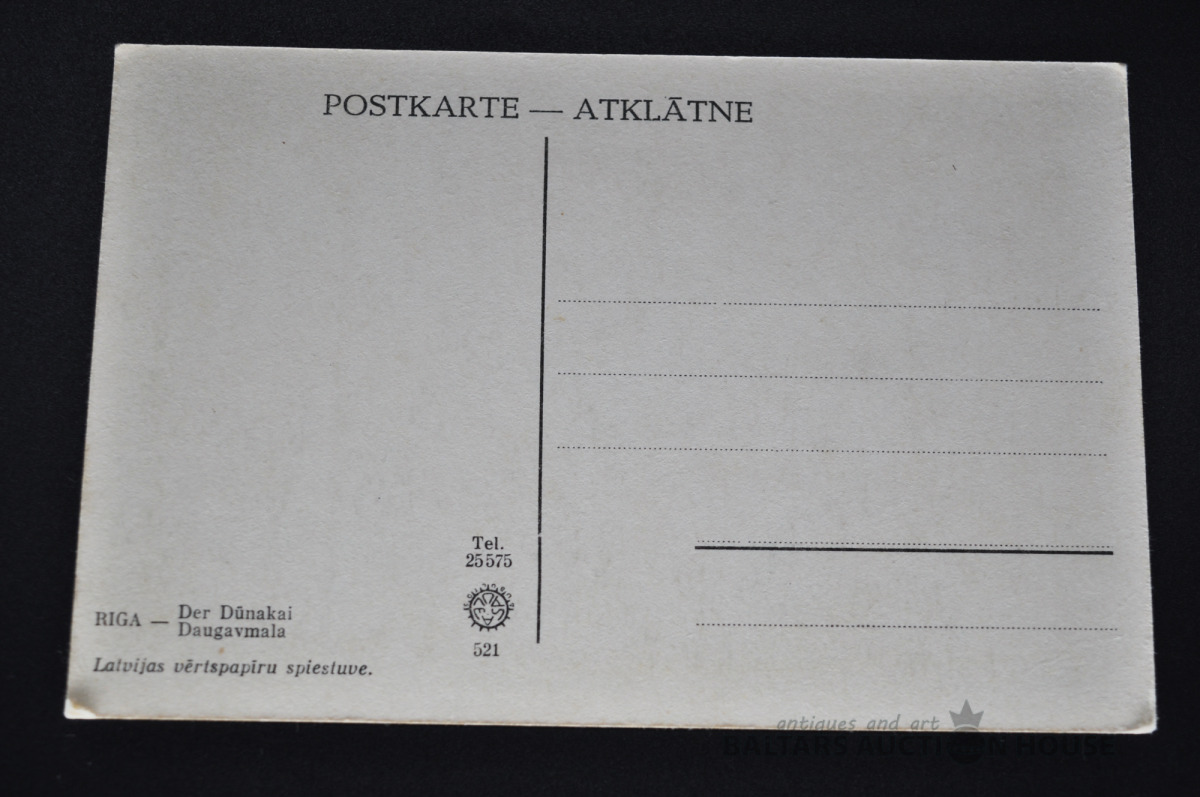 POSTKARTE — ATKLĀTNE
Tel.
25575
521
RIGA — Der Dūnakai
Daugavmala
Latvijas vērtspapīru spiestuve.
antiques and art
BALTARS AUCTION HOUSE